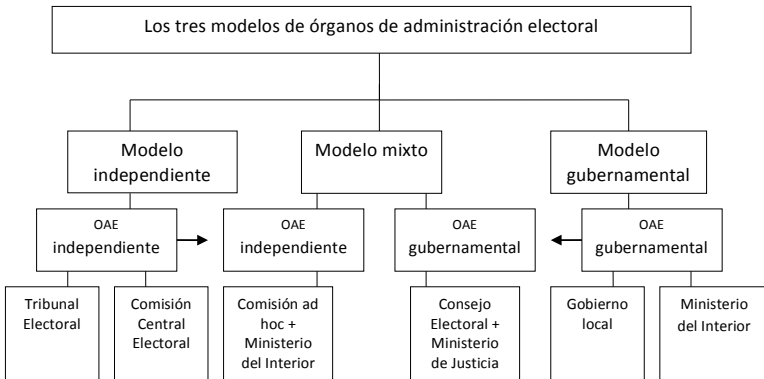 Los tres modelos de órganos de administración electoral
Modelo
independiente
Modelo mixto
Modelo
gubernamental
OAE
independiente
OAE
independiente
OAE
gubernamental
OAE
gubernamental
Tribunal
Electoral
Comisión
Central
Electoral
Comisión ad
hoc +
Ministerio
del Interior
Consejo
Electoral +
Ministerio
de Justicia
Gobierno
local
Ministerio
del Interior